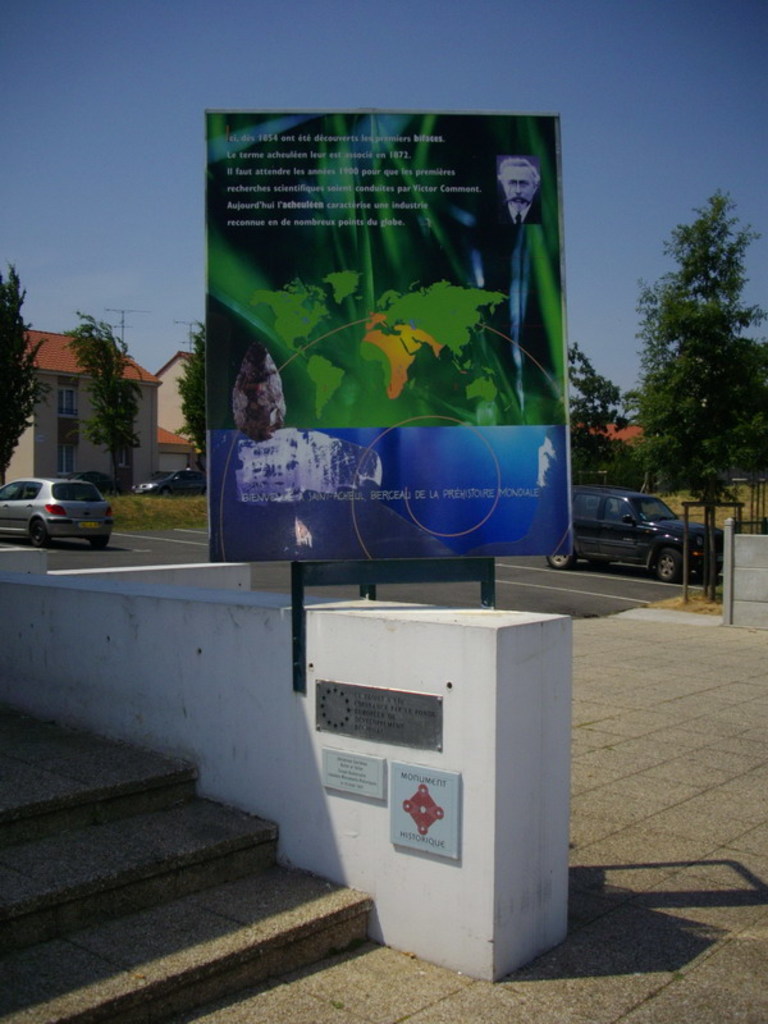 Ici, dès 1854 ont été découverts les premiers bifaces.
Le terme acheuléen leur est associé en 1872.
Il faut attendre les années 1900 pour que les premières
recherches scientifiques soient conduites par Victor Commont.
Aujourd'hui l'acheuléen caractérise une industrie
reconnue en de nombreux points du globe.
BIENVENUE À SAINT-ACHEUL, BERCEAU DE LA PRÉHISTOIRE MONDIALE
MONUMENT
HISTORIQUE